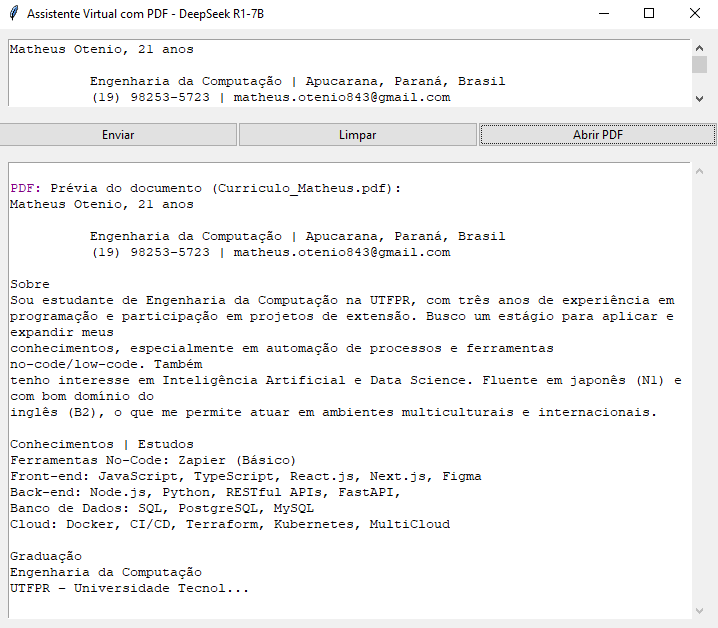 Assistente Virtual com PDF - DeepSeek R1-7B
Matheus Otenio, 21 anos
Engenharia da Computação | Apucarana, Paraná, Brasil
(19) 98253-5723 | matheus.otenio843@gmail.com
Enviar Limpar Abrir PDF
PDF: Prévia do documento (Curriculo_Matheus.pdf):
Matheus Otenio, 21 anos
Engenharia da Computação | Apucarana, Paraná, Brasil
(19) 98253-5723 | matheus.otenio843@gmail.com
Sobre
Sou estudante de Engenharia da Computação na UTFPR, com três anos de experiência em
programação e participação em projetos de extensão. Busco um estágio para aplicar e
expandir meus
conhecimentos, especialmente em automação de processos e ferramentas
no-code/low-code. Também
tenho interesse em Inteligência Artificial e Data Science. Fluente em japonês (N1) e
com bom domínio do
inglês (B2), o que me permite atuar em ambientes multiculturais e internacionais.
Conhecimentos | Estudos
Ferramentas No-Code: Zapier (Básico)
Front-end: JavaScript, TypeScript, React.js, Next.js, Figma
Back-end: Node.js, Python, RESTful APIs, FastAPI,
Banco de Dados: SQL, PostgreSQL, MySQL
Cloud: Docker, CI/CD, Terraform, Kubernetes, MultiCloud
Graduação
Engenharia da Computação
UTFPR - Universidade Tecnol...